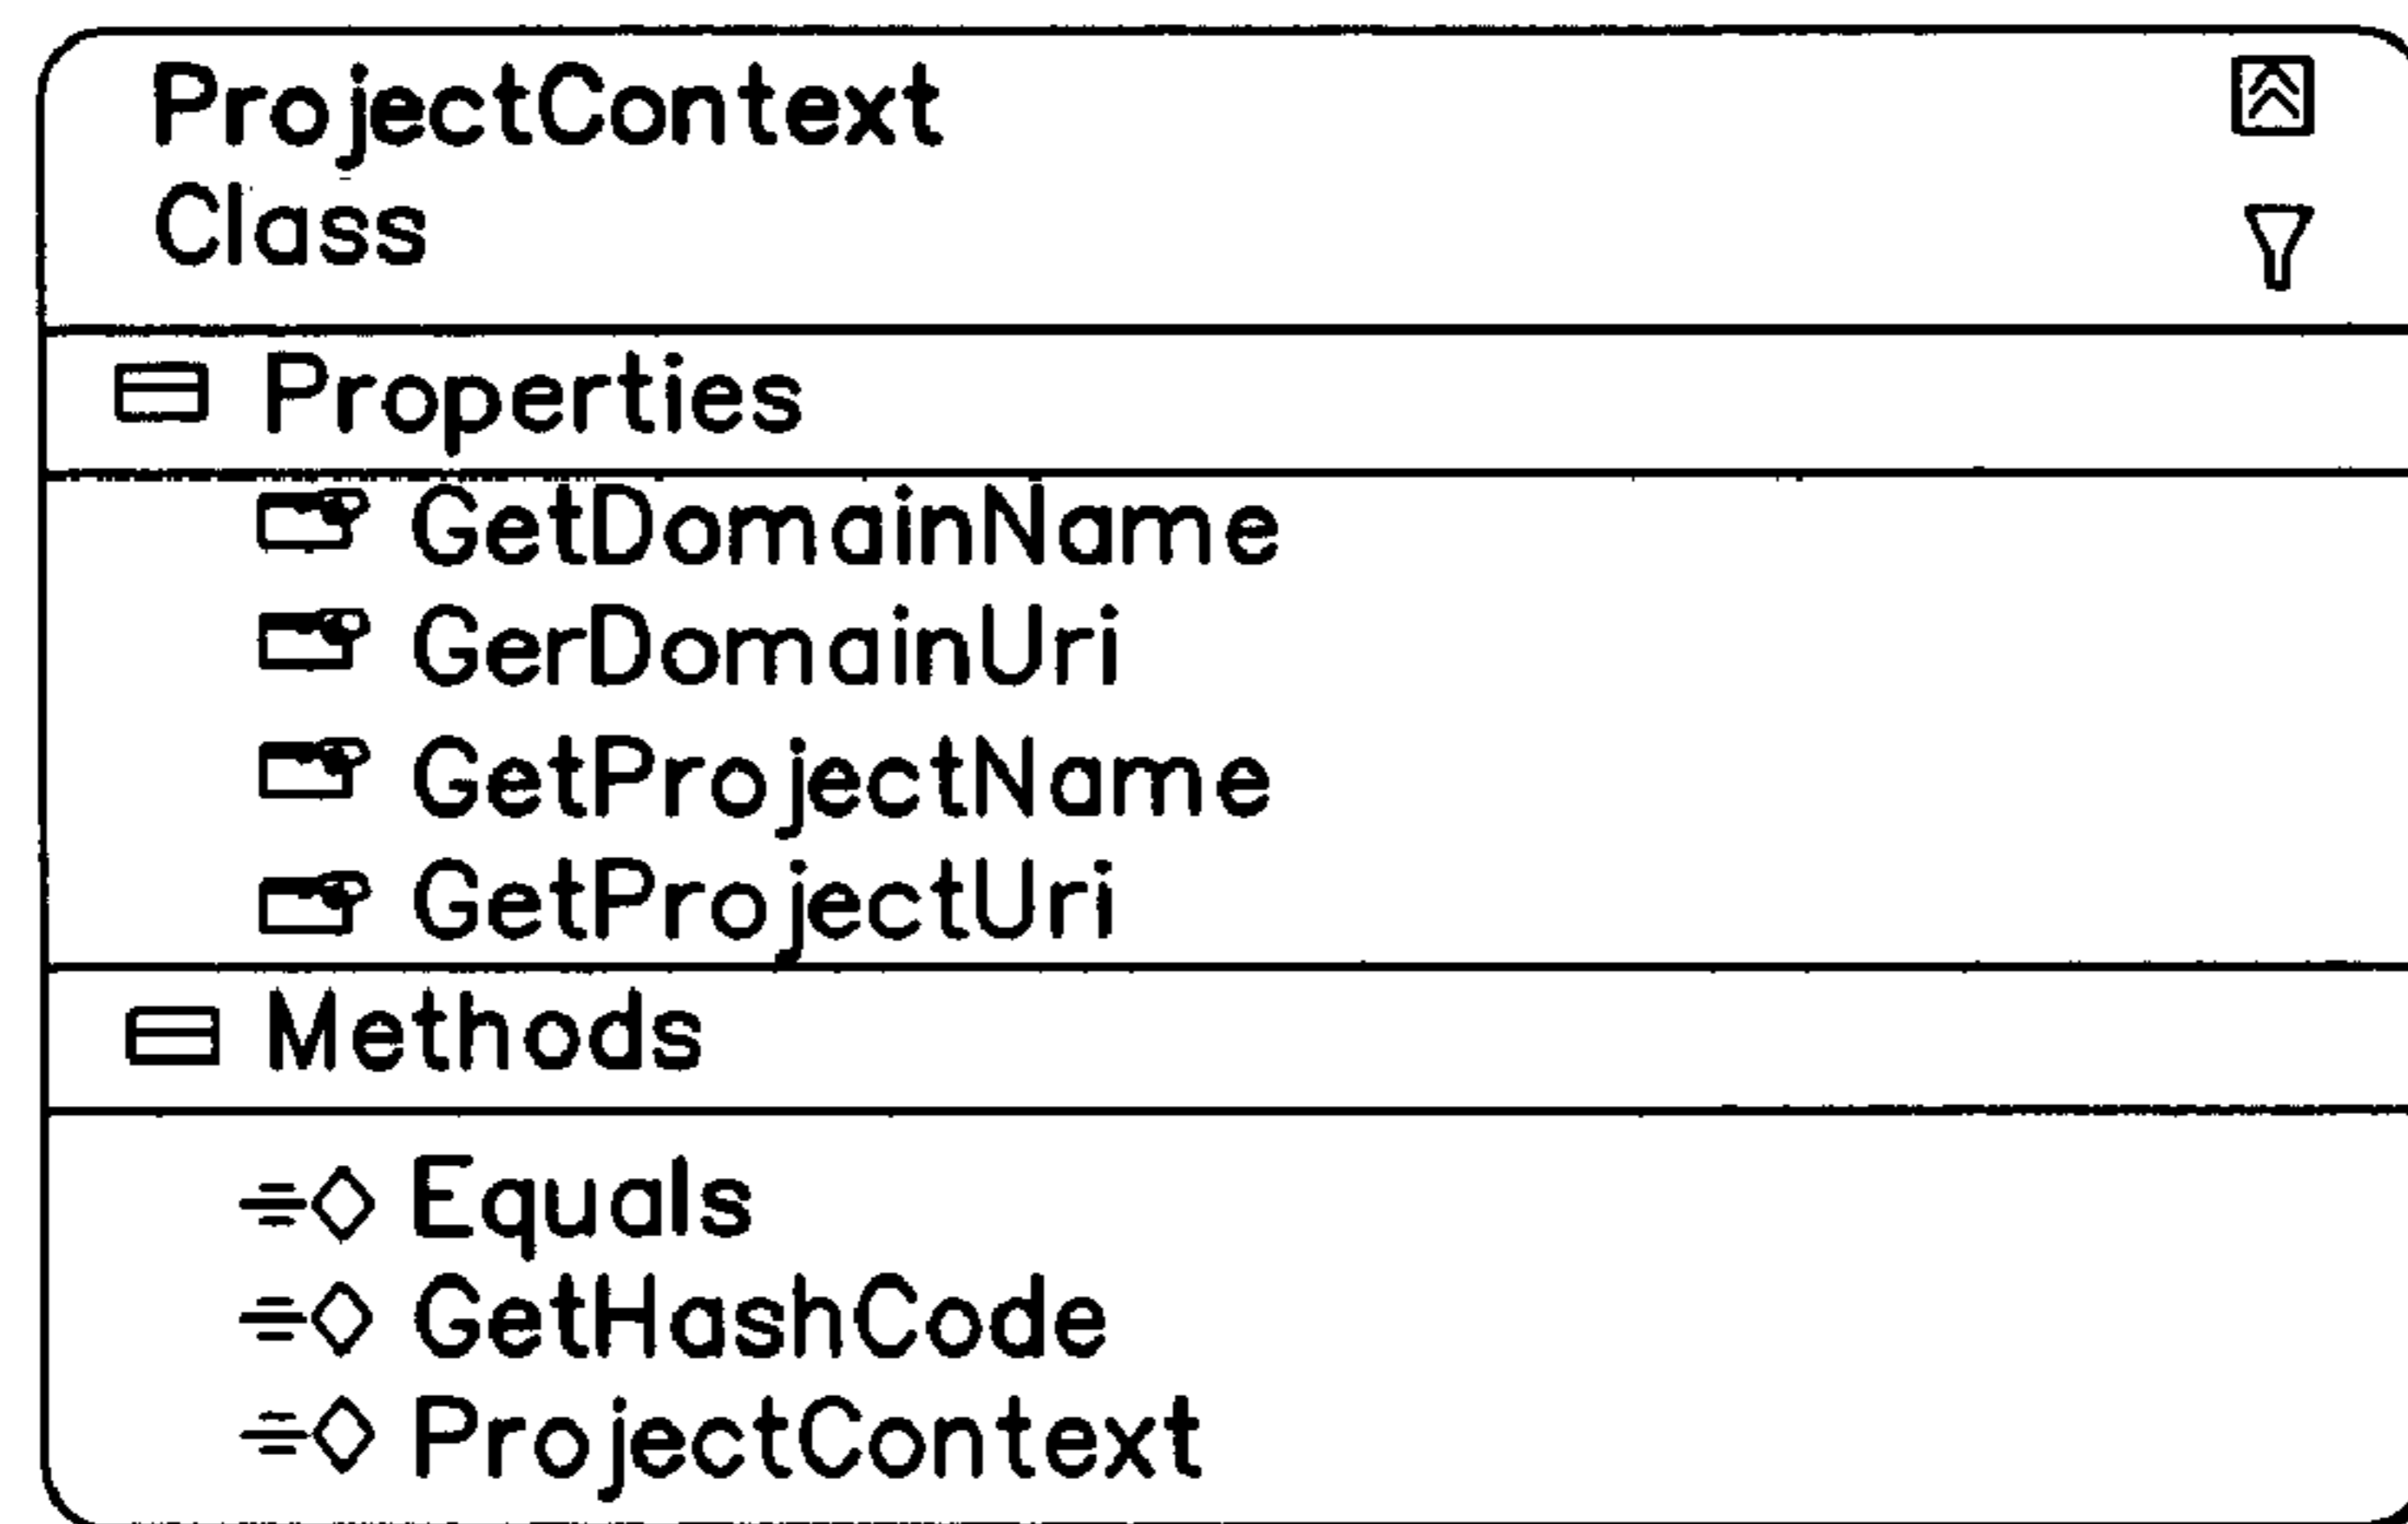 ProjectContext
Class
Properties
GetDomainName
GerDomainUri
GetProjectName
GetProjectUri
Methods
Equals
GetHashCode
ProjectContext